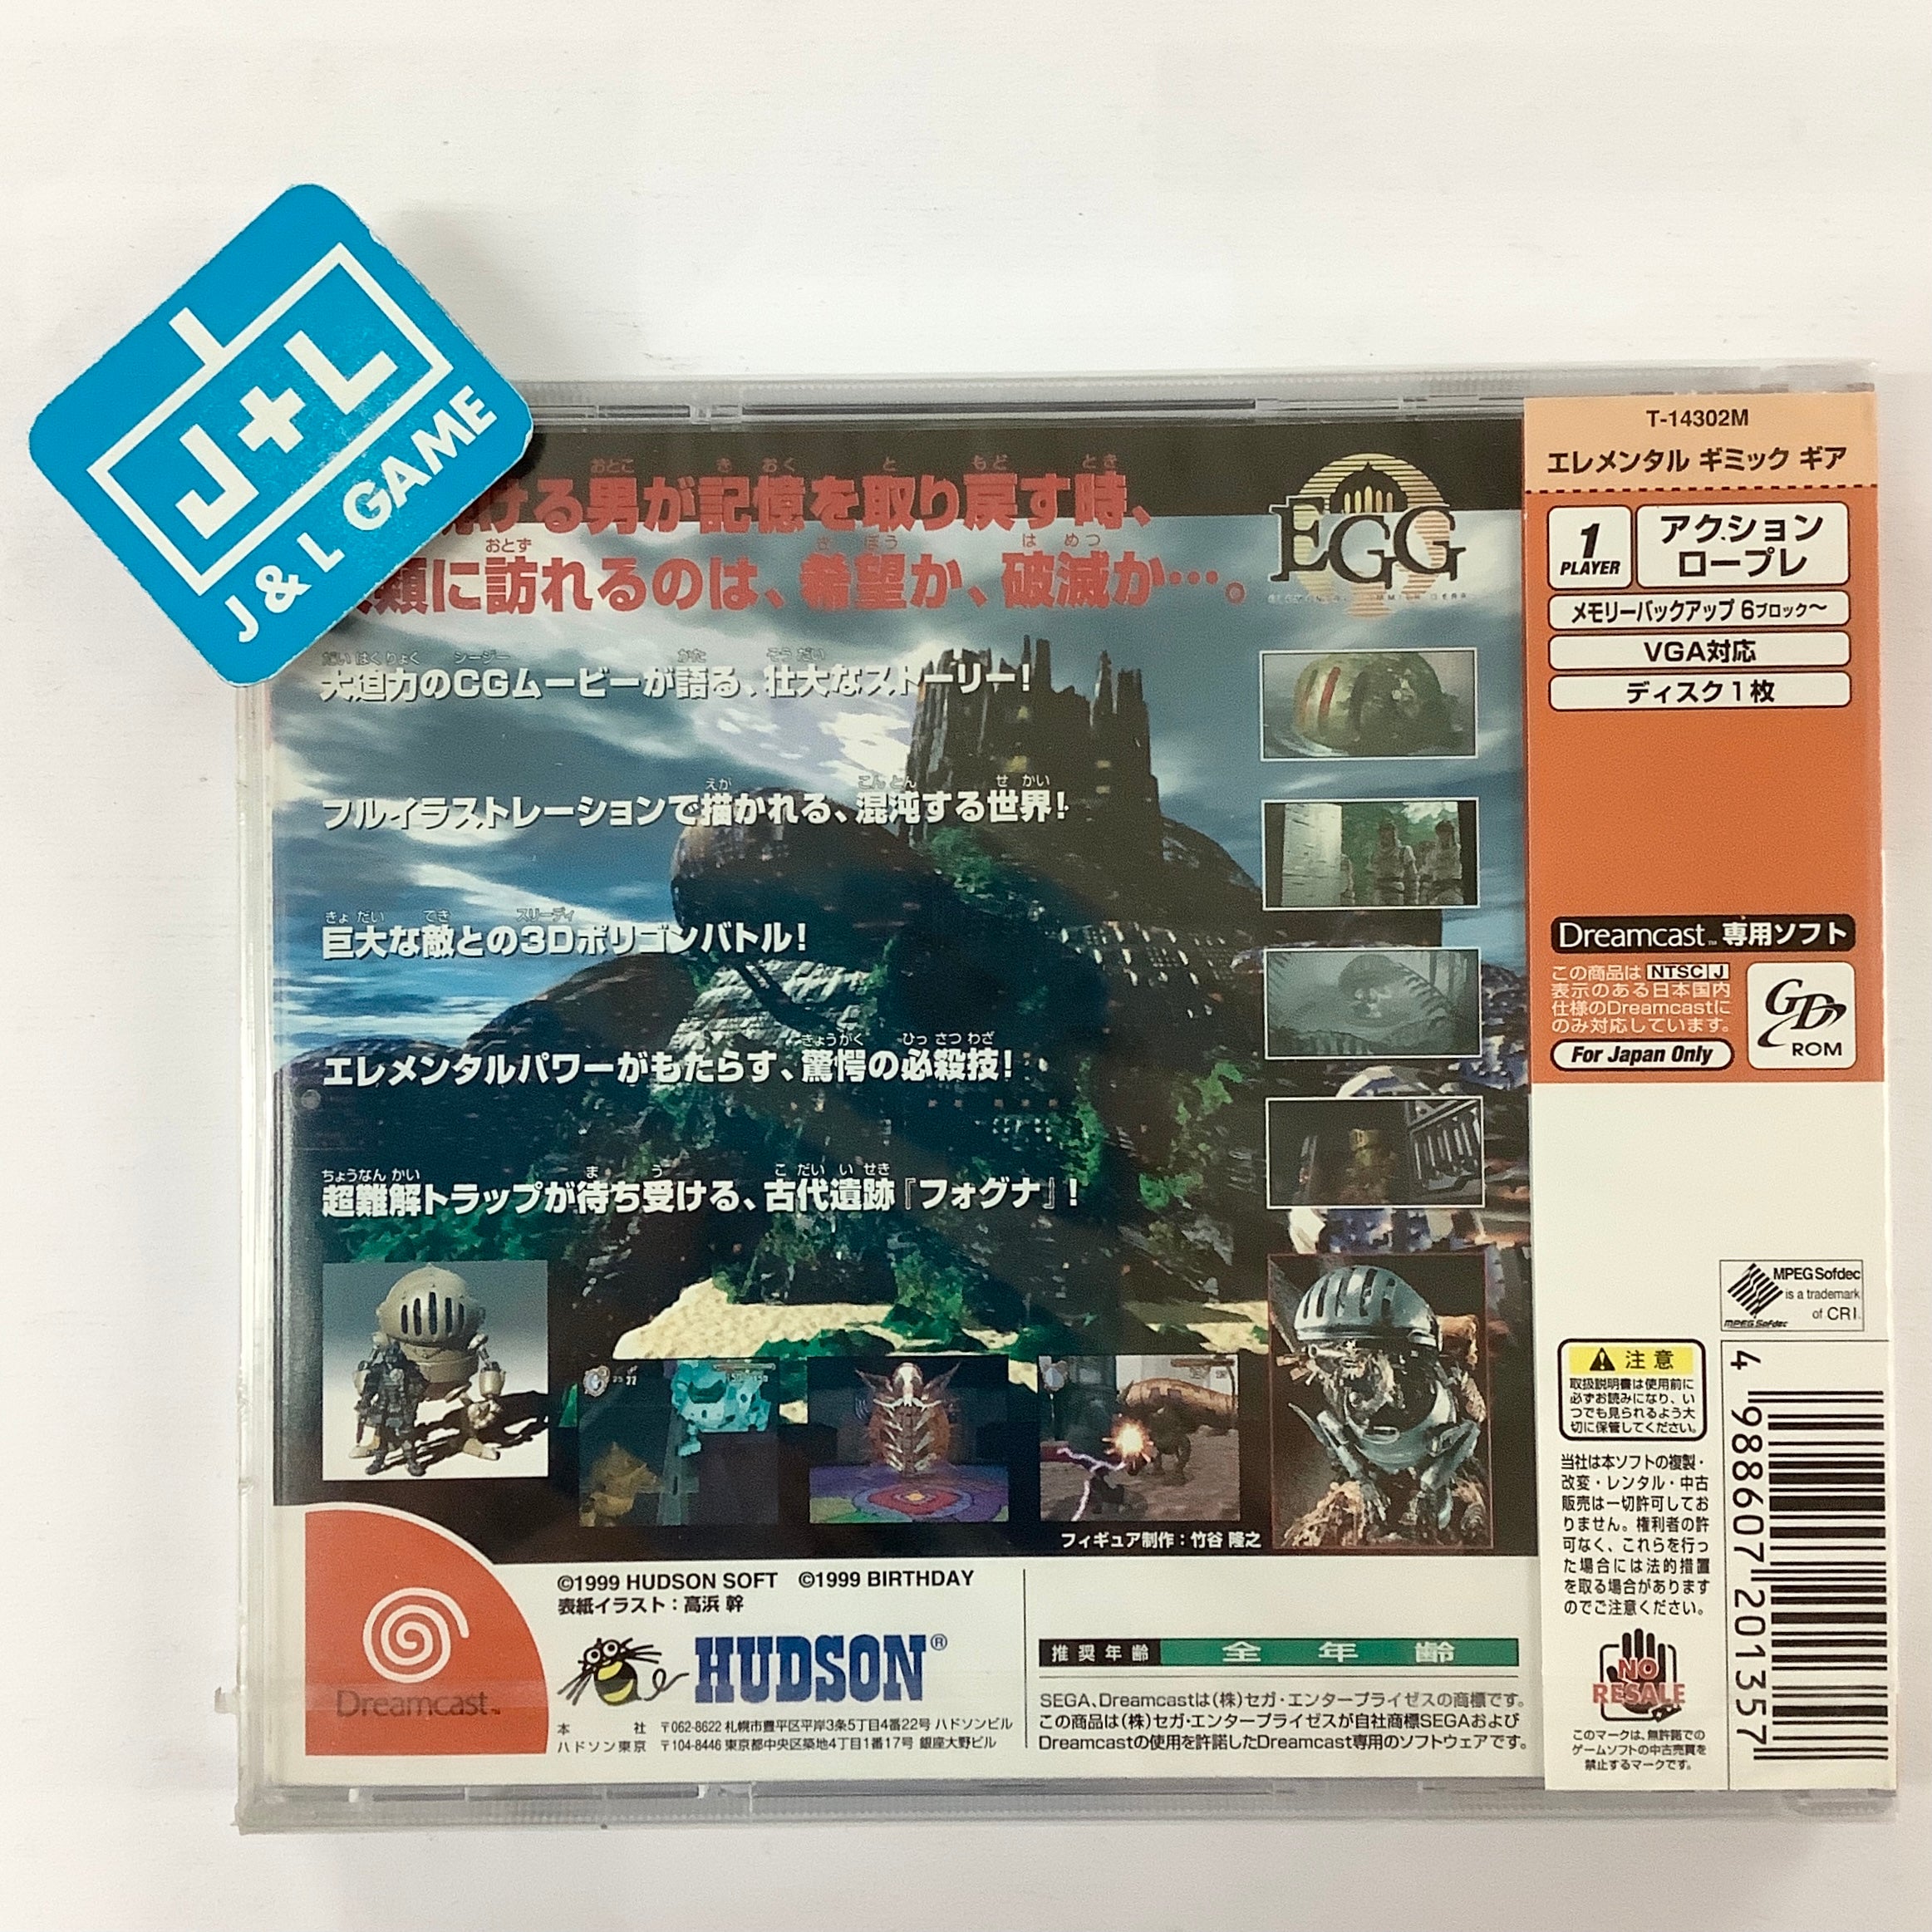 J+L
J & L GAME
ける男が記憶を取り戻す時、
類に訪れるのは、希望か、破滅か…。
EGG
大迫力のCGムービーが語る、壮大なストーリー!
フルイラストレーションで描かれる、混沌する世界!
巨大な敵との3Dポリゴンバトル!
エレメンタルパワーがもたらす、驚愕の必殺技!
超難解トラップが待ち受ける、古代遺跡『フォグナ』!
フィギュア制作：竹谷 隆之
Dreamcast
©1999 HUDSON SOFT ©1999 BIRTHDAY
表紙イラスト：高浜 幹
HUDSON®
本 社 〒062-8622 札幌市豊平区平岸3条5丁目4番22号 ハドソンビル
ハドソン東京 〒104-8446 東京都中央区築地4丁目1番17号 銀座大野ビル
推奨年齢 全年齢
SEGA、Dreamcastは(株)セガ・エンタープライゼスの商標です。
この商品は(株)セガ・エンタープライゼスが自社商標SEGAおよび
Dreamcastの使用を許諾したDreamcast専用のソフトウェアです。
T-14302M
エレメンタル ギミック ギア
1
PLAYER
アクション
ロープレ
メモリーバックアップ 6ブロック〜
VGA対応
ディスク1枚
Dreamcast™ 専用ソフト
この商品は NTSC J
表示のある日本国内
仕様のDreamcastに
のみ対応しています。
For Japan Only
GD
ROM
MPEG Sofdec
is a trademark
of CRI.
MPEG Sofdec
注意
取扱説明書は使用前に
必ずお読みになり、い
つでも見られるよう大
切に保管してください。
当社は本ソフトの複製・
改変・レンタル・中古
販売は一切許可してお
りません。権利者の許
可なく、これらを行っ
た場合には法的措置
を取る場合があります
のでご注意ください。
NO
RESALE
このマークは、無許諾での
ゲームソフトの中古売買を
禁止するマークです。
4 988607 201357